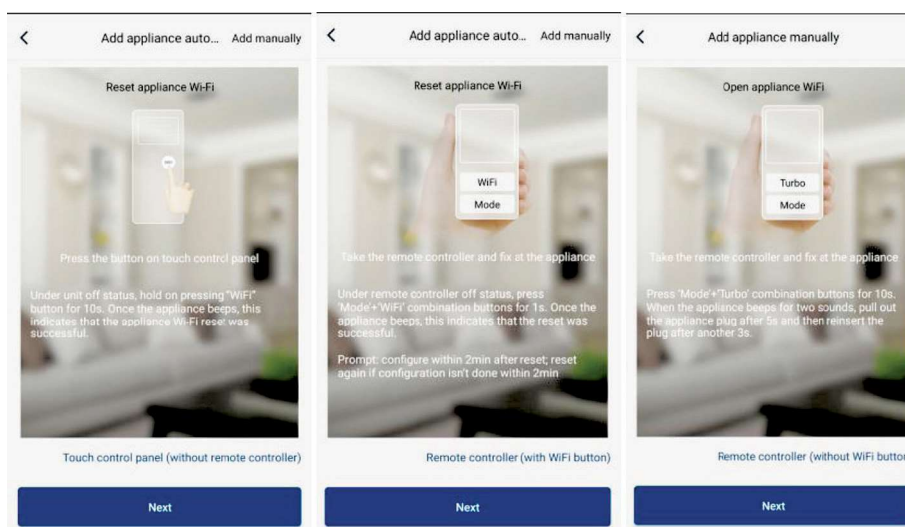 Add appliance auto... Add manually
Reset appliance Wi-Fi
Press the button on touch control panel
Under unit off status, hold on pressing "WiFi"
button for 10s. Once the appliance beeps, this
indicates that the appliance Wi-Fi reset was
successful.
Touch control panel (without remote controller)
Next
Add appliance auto... Add manually
Reset appliance Wi-Fi
WiFi
Mode
Take the remote controller and fix at the appliance
Under remote controller off status, press
'Mode'+'WiFi' combination buttons for 1s. Once the
appliance beeps, this indicates that the reset was
successful.
Prompt: configure within 2min after reset; reset
again if configuration isn't done within 2min
Remote controller (with WiFi button)
Next
Add appliance manually
Open appliance WiFi
Turbo
Mode
Take the remote controller and fix at the appliance
Press 'Mode'+'Turbo' combination buttons for 10s.
When the appliance beeps for two sounds, pull out
the appliance plug after 5s and then reinsert the
plug after another 3s.
Remote controller (without WiFi button
Next